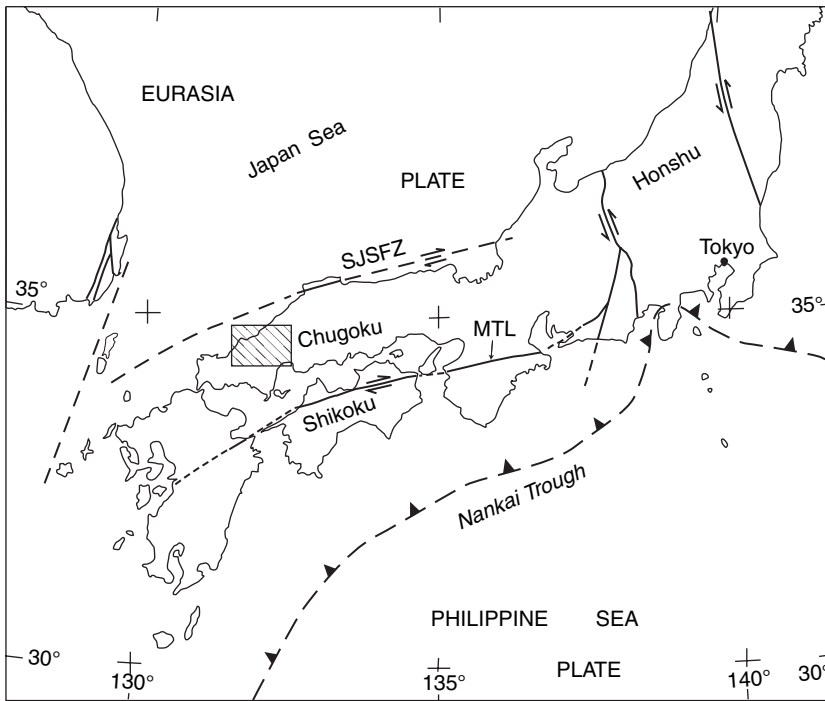 EURASIA
Japan Sea
PLATE
Honshu
SJSFZ
Tokyo
35°
35°
Chugoku
MTL
Shikoku
Nankai Trough
PHILIPPINE SEA
PLATE
30°
130°
135°
140°
30°